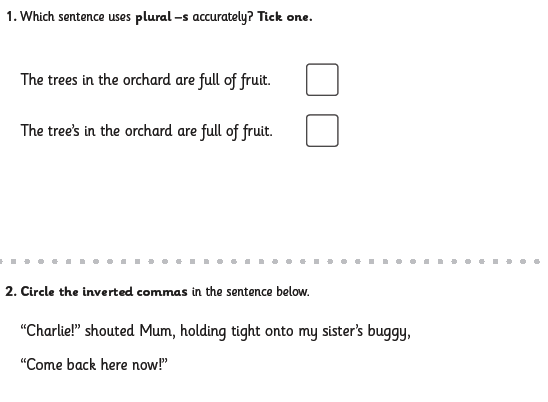 1. Which sentence uses plural –s accurately? Tick one.
The trees in the orchard are full of fruit.
The tree’s in the orchard are full of fruit.
2. Circle the inverted commas in the sentence below.
“Charlie!” shouted Mum, holding tight onto my sister’s buggy,
“Come back here now!”